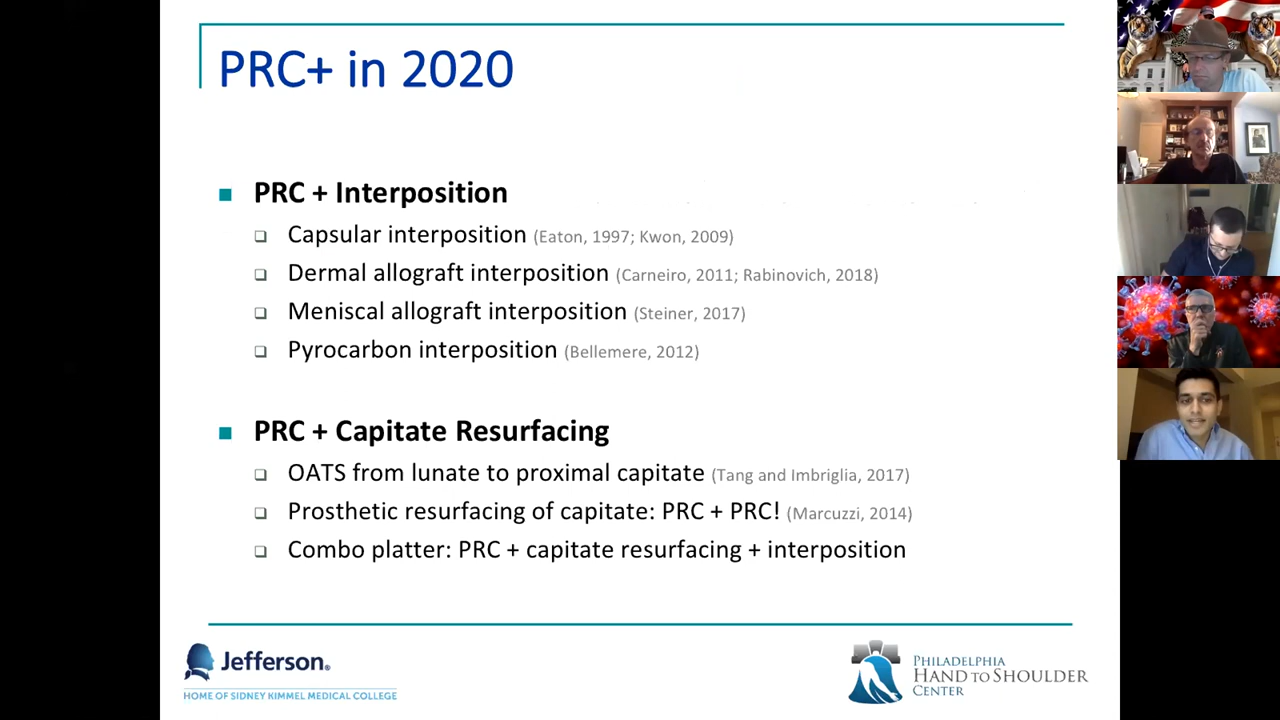 PRC+ in 2020
PRC + Interposition
Capsular interposition (Eaton, 1997; Kwon, 2009)
Dermal allograft interposition (Carneiro, 2011; Rabinovich, 2018)
Meniscal allograft interposition (Steiner, 2017)
Pyrocarbon interposition (Bellemere, 2012)
PRC + Capitate Resurfacing
OATS from lunate to proximal capitate (Tang and Imbriglia, 2017)
Prosthetic resurfacing of capitate: PRC + PRC! (Marcuzzi, 2014)
Combo platter: PRC + capitate resurfacing + interposition
Jefferson®
HOME OF SIDNEY KIMMEL MEDICAL COLLEGE
PHILADELPHIA
HAND TO SHOULDER
CENTER